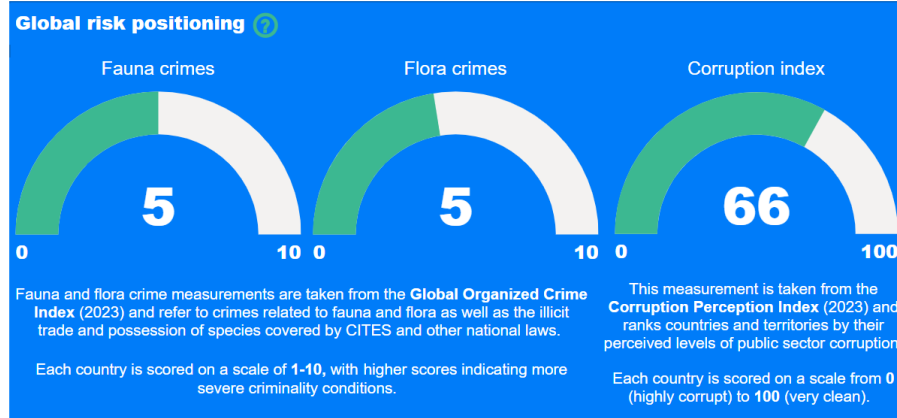 Global risk positioning ?
Fauna crimes
5
0
10
Flora crimes
5
0
10
Corruption index
66
0
100
Fauna and flora crime measurements are taken from the Global Organized Crime
Index (2023) and refer to crimes related to fauna and flora as well as the illicit
trade and possession of species covered by CITES and other national laws.
Each country is scored on a scale of 1-10, with higher scores indicating more
severe criminality conditions.
This measurement is taken from the
Corruption Perception Index (2023) and
ranks countries and territories by their
perceived levels of public sector corruption
Each country is scored on a scale from 0
(highly corrupt) to 100 (very clean).